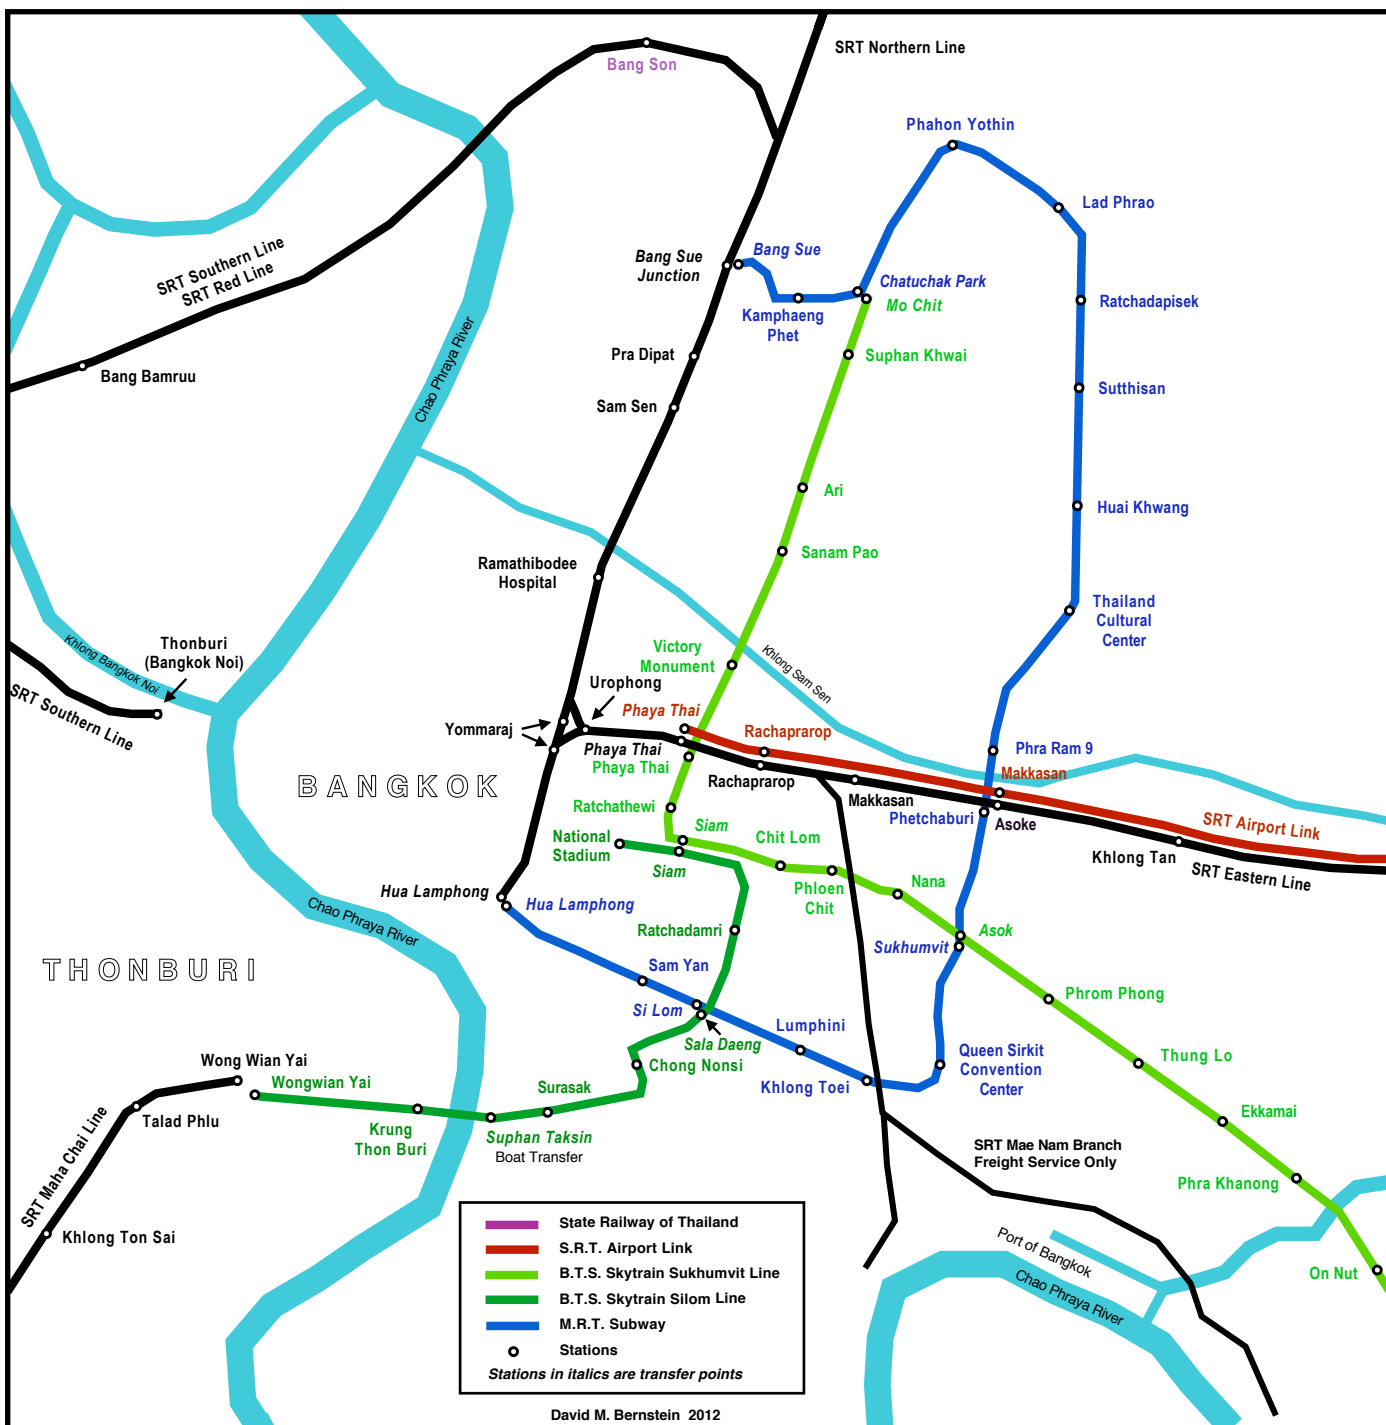 SRT Northern Line
Bang Son
Phahon Yothin
Lad Phrao
SRT Southern Line
SRT Red Line
Bang Sue
Junction
Bang Sue
Chatuchak Park
Mo Chit
Kamphaeng
Phet
Ratchadapisek
Chao Phraya River
Pra Dipat
Suphan Khwai
Bang Bamruu
Sam Sen
Sutthisan
Ari
Huai Khwang
Sanam Pao
Ramathibodee
Hospital
Thailand
Cultural
Center
Khlong Bangkok Noi
Thonburi
(Bangkok Noi)
Victory
Monument
Khlong Sam Sen
SRT Southern Line
Urophong
Phaya Thai
Yommaraj
Rachaprarop
Phaya Thai
Phaya Thai
Phra Ram 9
Rachaprarop
Makkasan
BANGKOK
Makkasan
Ratchathewi
Phetchaburi
Asoke
SRT Airport Link
Siam
Chit Lom
National
Stadium
Khlong Tan
SRT Eastern Line
Siam
Phloen
Chit
Nana
Hua Lamphong
Hua Lamphong
Chao Phraya River
Ratchadamri
Asok
Sukhumvit
THONBURI
Sam Yan
Phrom Phong
Si Lom
Lumphini
Sala Daeng
Queen Sirkit
Convention
Center
Thung Lo
Wong Wian Yai
Wongwian Yai
Chong Nonsi
Khlong Toei
Surasak
Talad Phlu
Krung
Thon Buri
Suphan Taksin
Boat Transfer
Ekkamai
SRT Mae Nam Branch
Freight Service Only
SRT Maha Chai Line
Phra Khanong
Khlong Ton Sai
Port of Bangkok
Chao Phraya River
On Nut
State Railway of Thailand
S.R.T. Airport Link
B.T.S. Skytrain Sukhumvit Line
B.T.S. Skytrain Silom Line
M.R.T. Subway
Stations
Stations in italics are transfer points
David M. Bernstein 2012